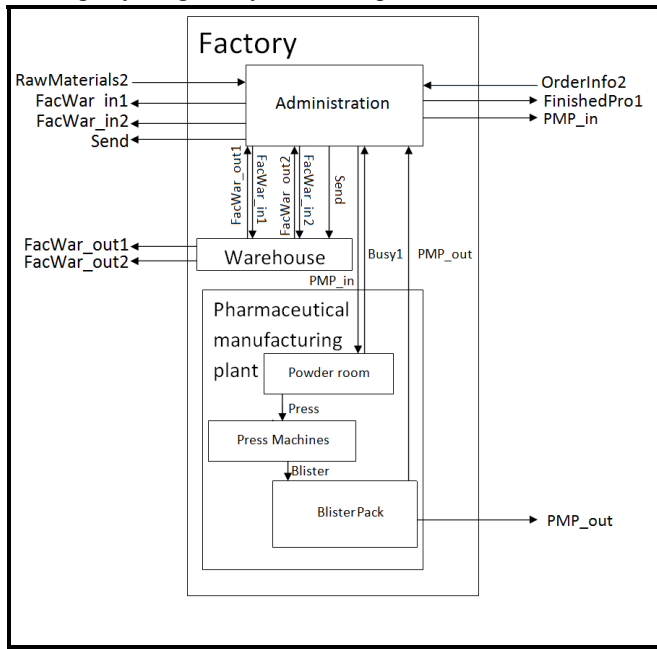 Factory
RawMaterials2
FacWar_in1
FacWar_in2
Send
Administration
OrderInfo2
FinishedPro1
PMP_in
FacWar_out1
FacWar_in1
FacWar_out2
FacWar_in2
Send
Busy1
PMP_out
FacWar_out1
FacWar_out2
Warehouse
PMP_in
Pharmaceutical
manufacturing
plant
Powder room
Press
Press Machines
Blister
BlisterPack
PMP_out